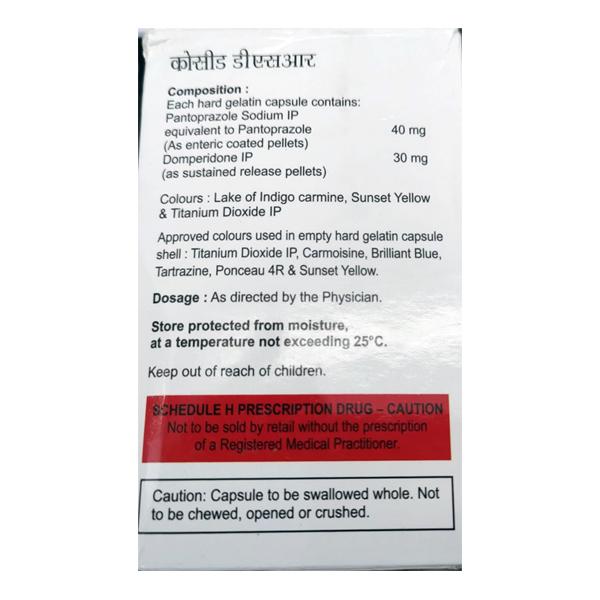 कोसीड डीएसआर
Composition :
Each hard gelatin capsule contains:
Pantoprazole Sodium IP
equivalent to Pantoprazole 40 mg
(As enteric coated pellets)
Domperidone IP 30 mg
(as sustained release pellets)
Colours : Lake of Indigo carmine, Sunset Yellow
& Titanium Dioxide IP
Approved colours used in empty hard gelatin capsule
shell : Titanium Dioxide IP, Carmoisine, Brilliant Blue,
Tartrazine, Ponceau 4R & Sunset Yellow.
Dosage : As directed by the Physician.
Store protected from moisture,
at a temperature not exceeding 25°C.
Keep out of reach of children.
SCHEDULE H PRESCRIPTION DRUG – CAUTION
Not to be sold by retail without the prescription
of a Registered Medical Practitioner.
Caution: Capsule to be swallowed whole. Not
to be chewed, opened or crushed.